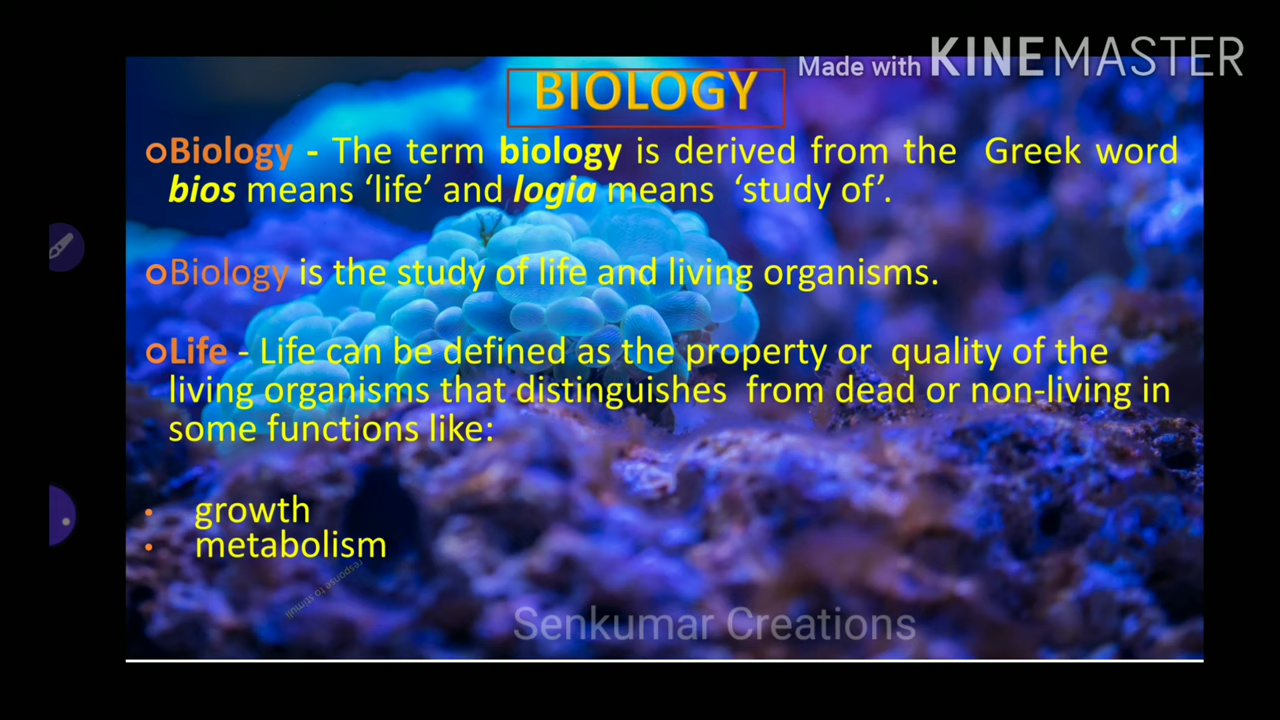 Made with KINEMASTER
BIOLOGY
Biology - The term biology is derived from the Greek word
bios means ‘life’ and logia means ‘study of’.
Biology is the study of life and living organisms.
Life - Life can be defined as the property or quality of the
living organisms that distinguishes from dead or non-living in
some functions like:
• growth
• metabolism
response to stimuli
Senkumar Creations